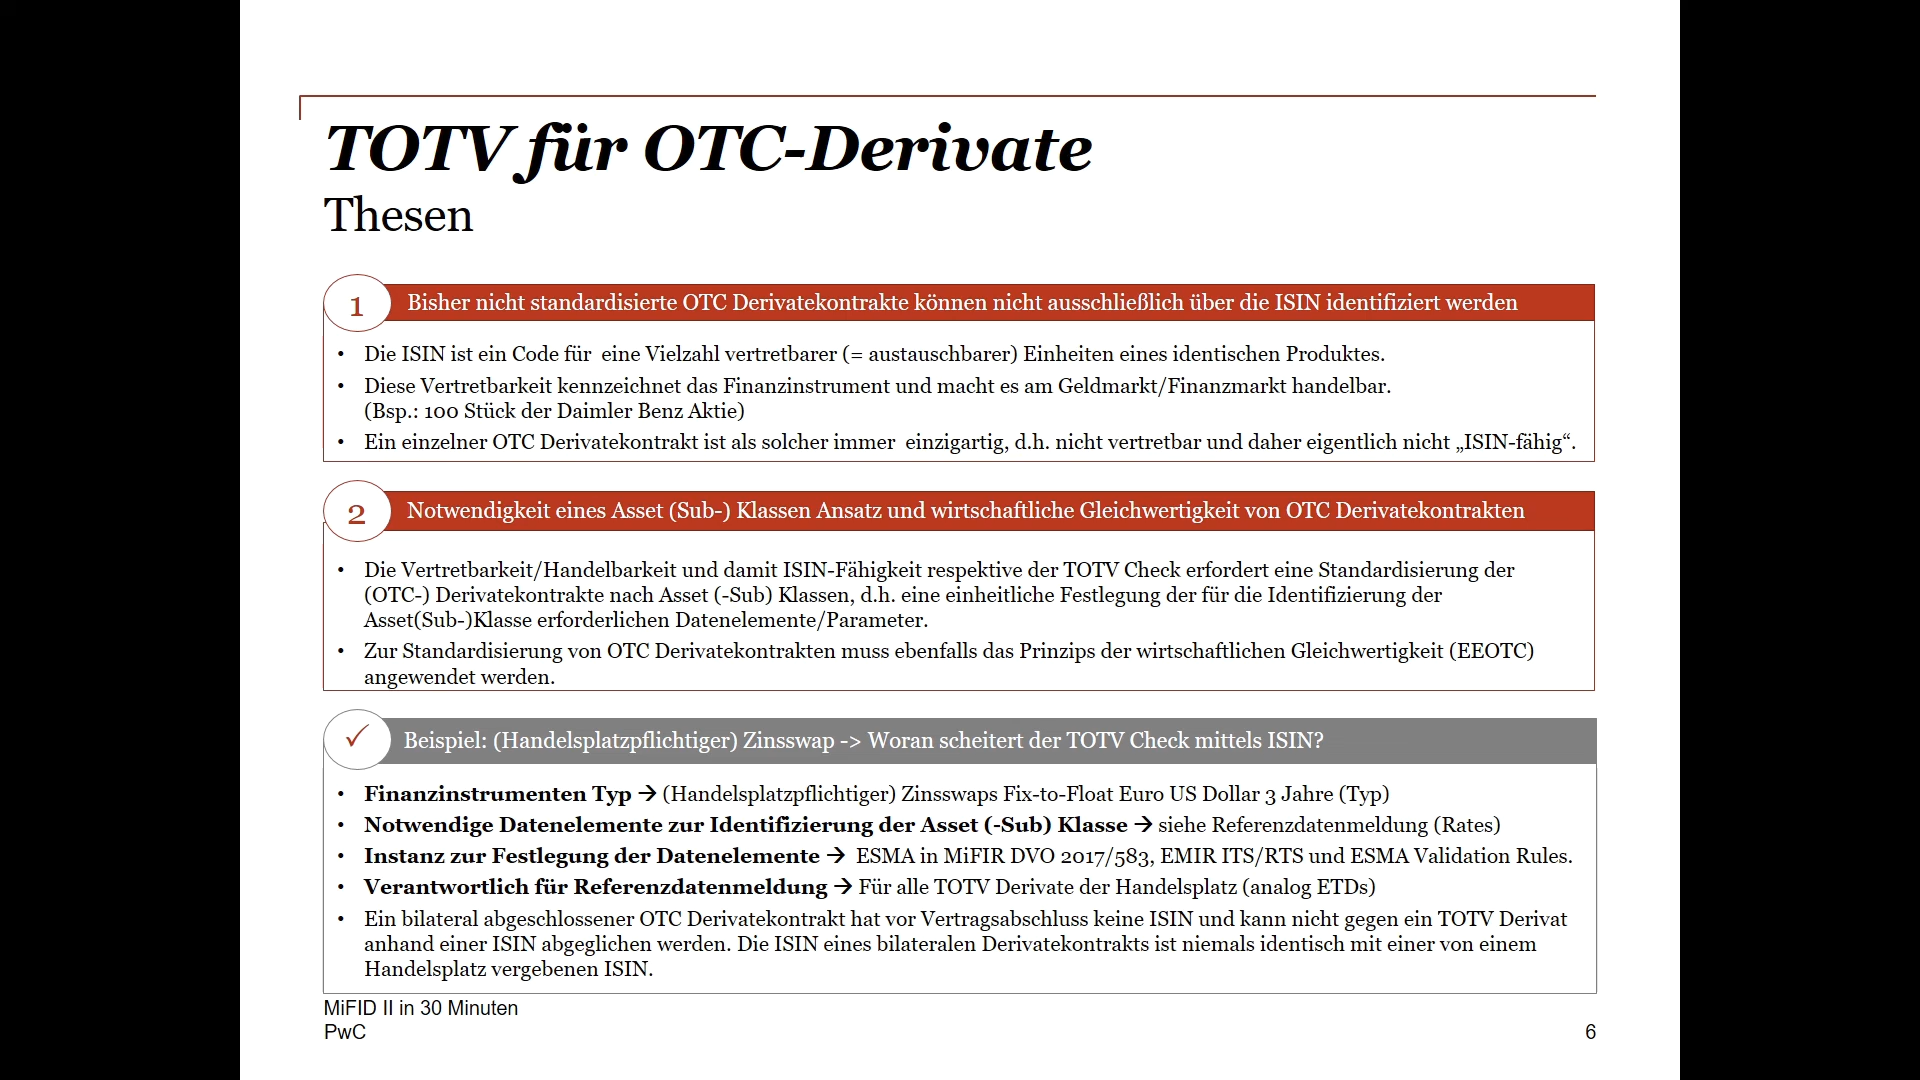 TOTV für OTC-Derivate
Thesen
1
Bisher nicht standardisierte OTC Derivatekontrakte können nicht ausschließlich über die ISIN identifiziert werden
• Die ISIN ist ein Code für eine Vielzahl vertretbarer (= austauschbarer) Einheiten eines identischen Produktes.
• Diese Vertretbarkeit kennzeichnet das Finanzinstrument und macht es am Geldmarkt/Finanzmarkt handelbar.
(Bsp.: 100 Stück der Daimler Benz Aktie)
• Ein einzelner OTC Derivatekontrakt ist als solcher immer einzigartig, d.h. nicht vertretbar und daher eigentlich nicht „ISIN-fähig“.
2
Notwendigkeit eines Asset (Sub-) Klassen Ansatz und wirtschaftliche Gleichwertigkeit von OTC Derivatekontrakten
• Die Vertretbarkeit/Handelbarkeit und damit ISIN-Fähigkeit respektive der TOTV Check erfordert eine Standardisierung der
(OTC-) Derivatekontrakte nach Asset (-Sub) Klassen, d.h. eine einheitliche Festlegung der für die Identifizierung der
Asset(Sub-)Klasse erforderlichen Datenelemente/Parameter.
• Zur Standardisierung von OTC Derivatekontrakten muss ebenfalls das Prinzips der wirtschaftlichen Gleichwertigkeit (EEOTC)
angewendet werden.
✓
Beispiel: (Handelsplatzpflichtiger) Zinsswap -> Woran scheitert der TOTV Check mittels ISIN?
• Finanzinstrumenten Typ → (Handelsplatzpflichtiger) Zinsswaps Fix-to-Float Euro US Dollar 3 Jahre (Typ)
• Notwendige Datenelemente zur Identifizierung der Asset (-Sub) Klasse → siehe Referenzdatenmeldung (Rates)
• Instanz zur Festlegung der Datenelemente → ESMA in MiFIR DVO 2017/583, EMIR ITS/RTS und ESMA Validation Rules.
• Verantwortlich für Referenzdatenmeldung → Für alle TOTV Derivate der Handelsplatz (analog ETDs)
• Ein bilateral abgeschlossener OTC Derivatekontrakt hat vor Vertragsabschluss keine ISIN und kann nicht gegen ein TOTV Derivat
anhand einer ISIN abgeglichen werden. Die ISIN eines bilateralen Derivatekontrakts ist niemals identisch mit einer von einem
Handelsplatz vergebenen ISIN.
MiFID II in 30 Minuten
PwC
6